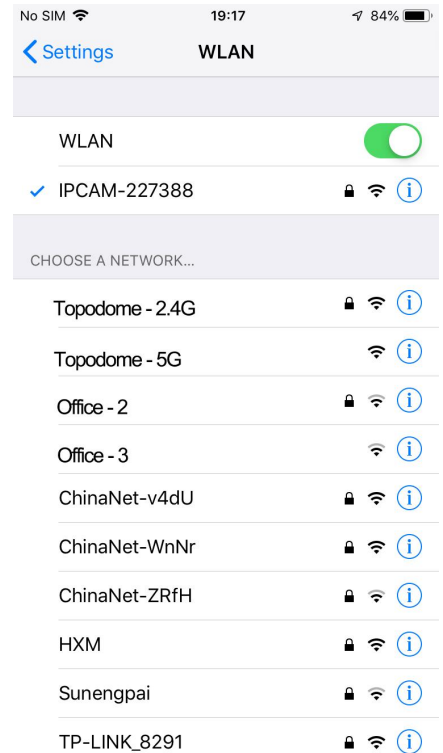 No SIM 19:17 84%
Settings WLAN
WLAN
IPCAM-227388
CHOOSE A NETWORK...
Topodome - 2.4G
Topodome - 5G
Office - 2
Office - 3
ChinaNet-v4dU
ChinaNet-WnNr
ChinaNet-ZRfH
HXM
Sunengpai
TP-LINK_8291